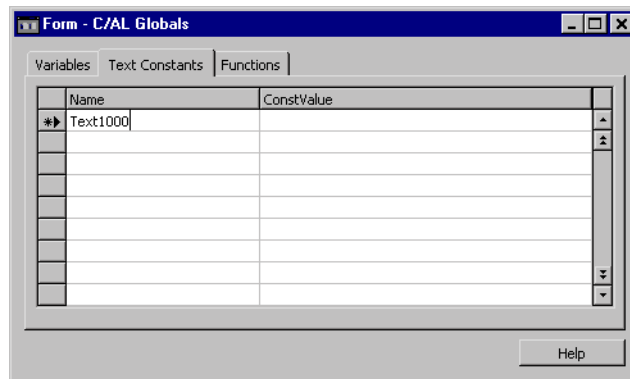 Form - C/AL Globals
Variables Text Constants Functions
Name ConstValue
Text1000
Help